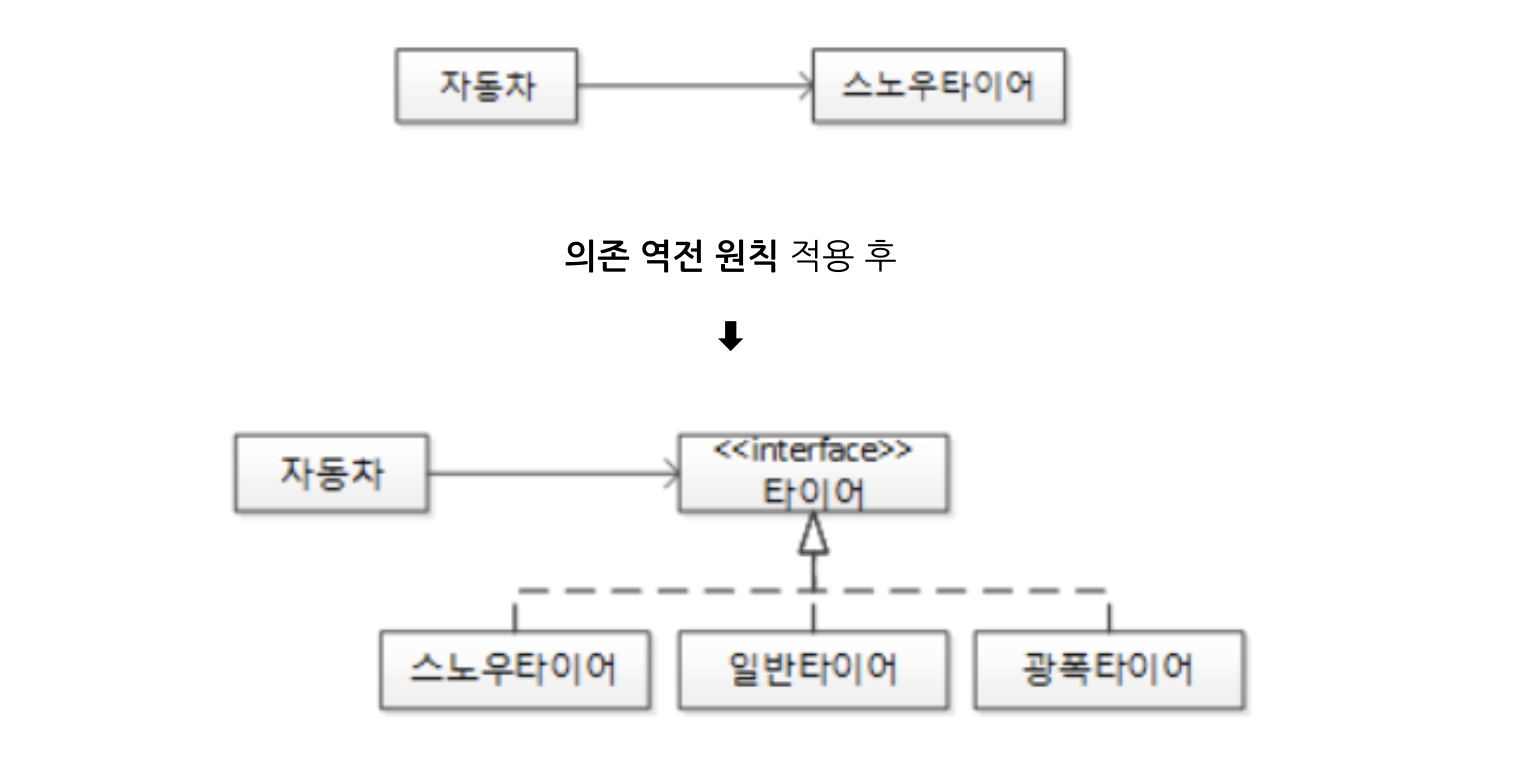 자동차
스노우타이어
의존 역전 원칙 적용 후
자동차
<<interface>>
타이어
스노우타이어
일반타이어
광폭타이어